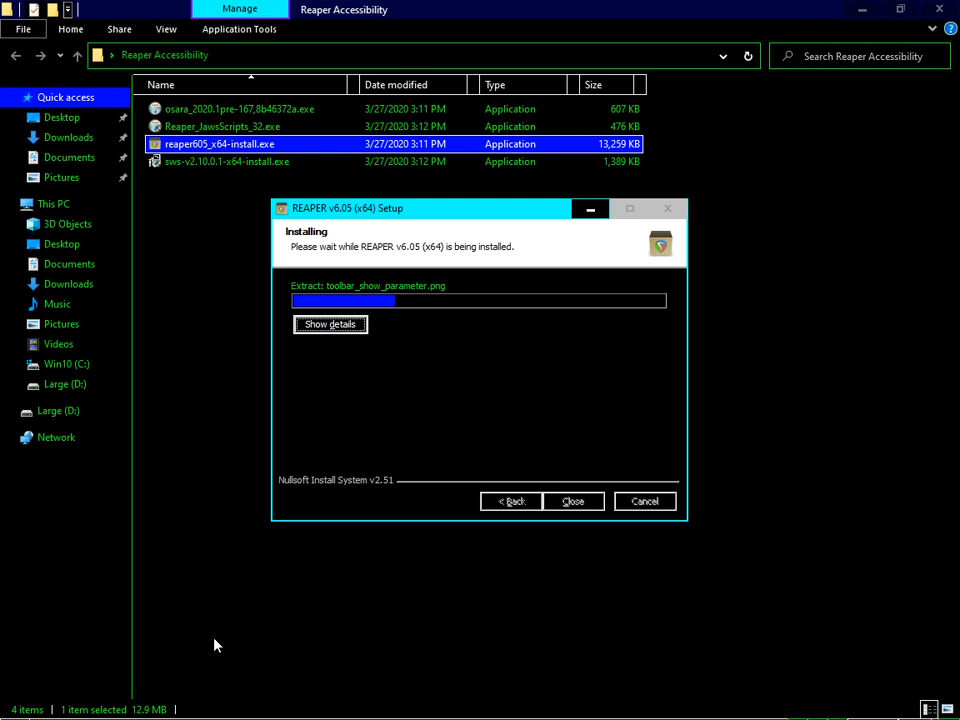 Manage
Reaper Accessibility
File
Home
Share
View
Application Tools
Reaper Accessibility
Search Reaper Accessibility
Name
Date modified
Type
Size
osara_2020.1pre-167,8b46372a.exe 3/27/2020 3:11 PM Application 607 KB
Reaper_JawsScripts_32.exe 3/27/2020 3:12 PM Application 476 KB
reaper605_x64-install.exe 3/27/2020 3:11 PM Application 13,259 KB
sws-v2.10.0.1-x64-install.exe 3/27/2020 3:12 PM Application 1,389 KB
Quick access
Desktop
Downloads
Documents
Pictures
This PC
3D Objects
Desktop
Documents
Downloads
Music
Pictures
Videos
Win10 (C:)
Large (D:)
Large (D:)
Network
REAPER v6.05 (x64) Setup
Installing
Please wait while REAPER v6.05 (x64) is being installed.
Extract: toolbar_show_parameter.png
Show details
Nullsoft Install System v2.51
< Back
Close
Cancel
4 items
1 item selected 12.9 MB